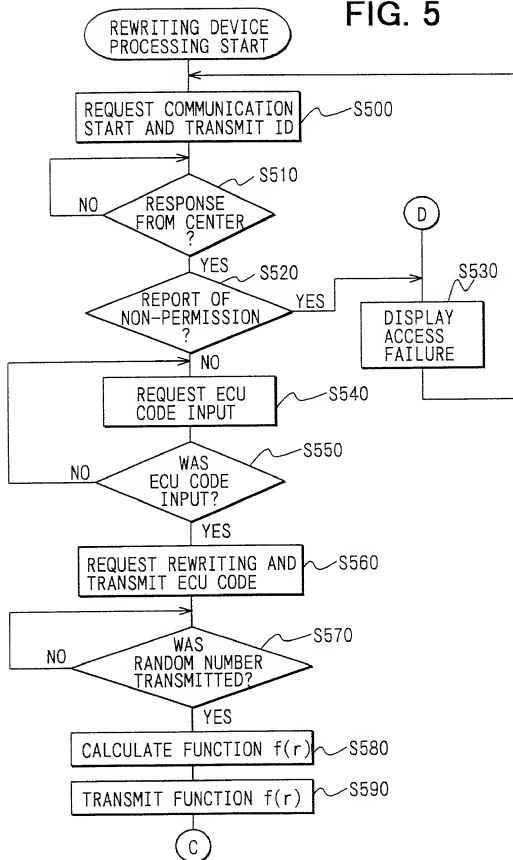 FIG. 5
REWRITING DEVICE
PROCESSING START
REQUEST COMMUNICATION
START AND TRANSMIT ID
S500
S510
RESPONSE
FROM CENTER
?
NO
YES
S520
REPORT OF
NON-PERMISSION
?
YES
NO
D
S530
DISPLAY
ACCESS
FAILURE
REQUEST ECU
CODE INPUT
S540
S550
WAS
ECU CODE
INPUT?
NO
YES
REQUEST REWRITING AND
TRANSMIT ECU CODE
S560
S570
WAS
RANDOM NUMBER
TRANSMITTED?
NO
YES
CALCULATE FUNCTION f(r)
S580
TRANSMIT FUNCTION f(r)
S590
C